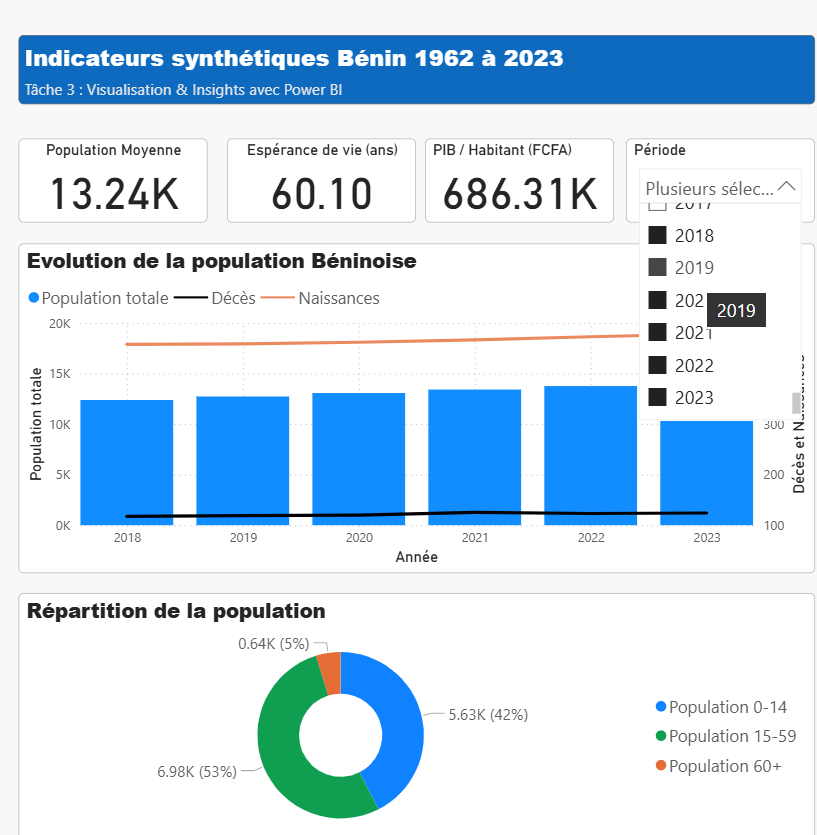 Indicateurs synthétiques Bénin 1962 à 2023
Tâche 3 : Visualisation & Insights avec Power BI
Population Moyenne
13.24K
Espérance de vie (ans)
60.10
PIB / Habitant (FCFA)
686.31K
Période
Plusieurs sélec...
2017
2018
2019
2019
2021
2022
2023
Evolution de la population Béninoise
Population totale
Décès
Naissances
20K
15K
10K
5K
0K
Population totale
300
200
100
Décès et Naissances
2018
2019
2020
2021
2022
2023
Année
Répartition de la population
0.64K (5%)
5.63K (42%)
6.98K (53%)
Population 0-14
Population 15-59
Population 60+